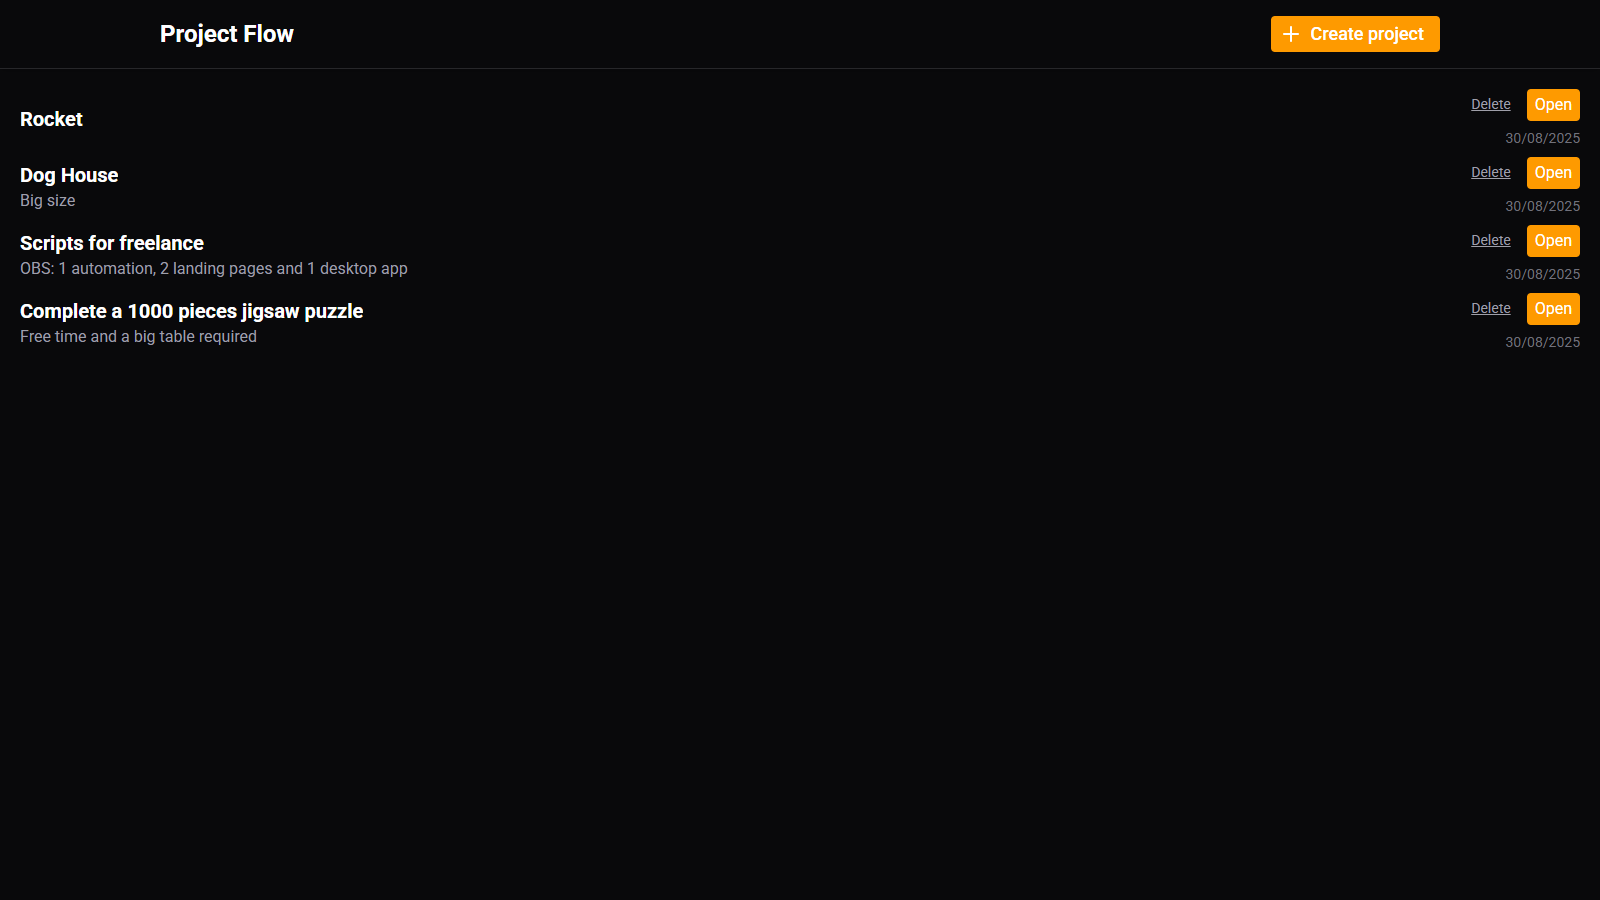 Project Flow
Create project
Rocket
Delete Open
30/08/2025
Dog House
Big size
Delete Open
30/08/2025
Scripts for freelance
OBS: 1 automation, 2 landing pages and 1 desktop app
Delete Open
30/08/2025
Complete a 1000 pieces jigsaw puzzle
Free time and a big table required
Delete Open
30/08/2025